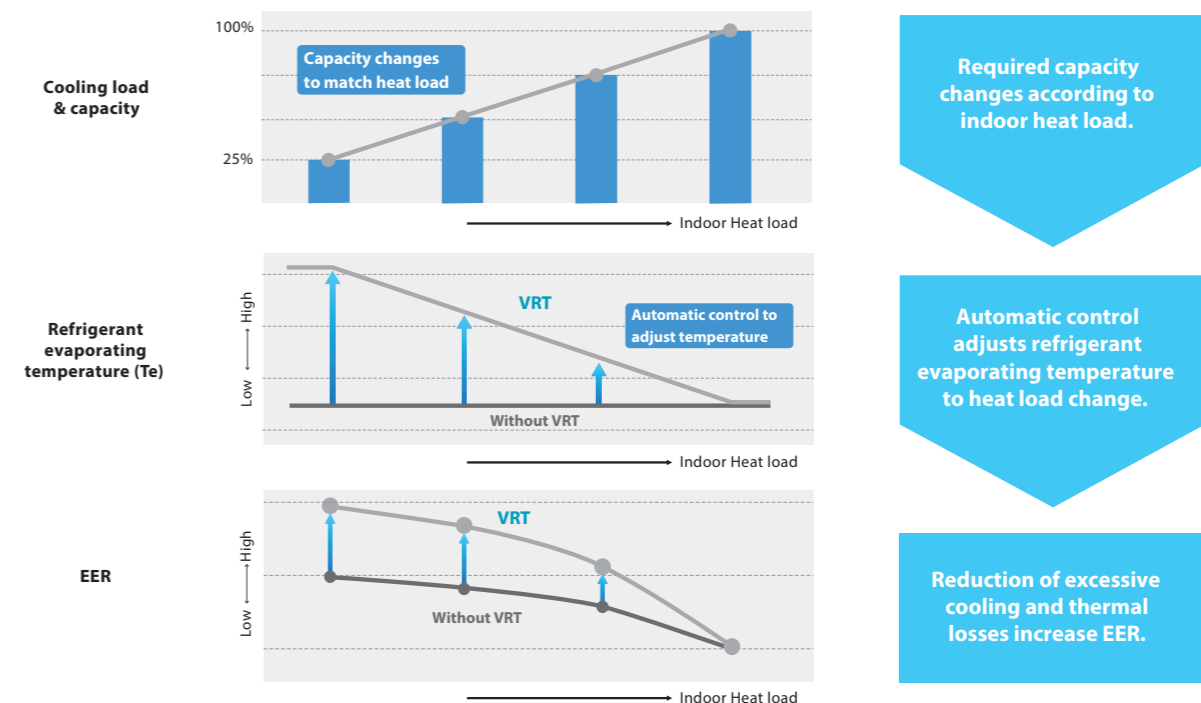 Cooling load
& capacity
100%
25%
Capacity changes
to match heat load
Indoor Heat load
Required capacity
changes according to
indoor heat load.
Refrigerant
evaporating
temperature (Te)
Low
High
VRT
Automatic control to
adjust temperature
Without VRT
Indoor Heat load
Automatic control
adjusts refrigerant
evaporating temperature
to heat load change.
EER
Low
High
VRT
Without VRT
Indoor Heat load
Reduction of excessive
cooling and thermal
losses increase EER.